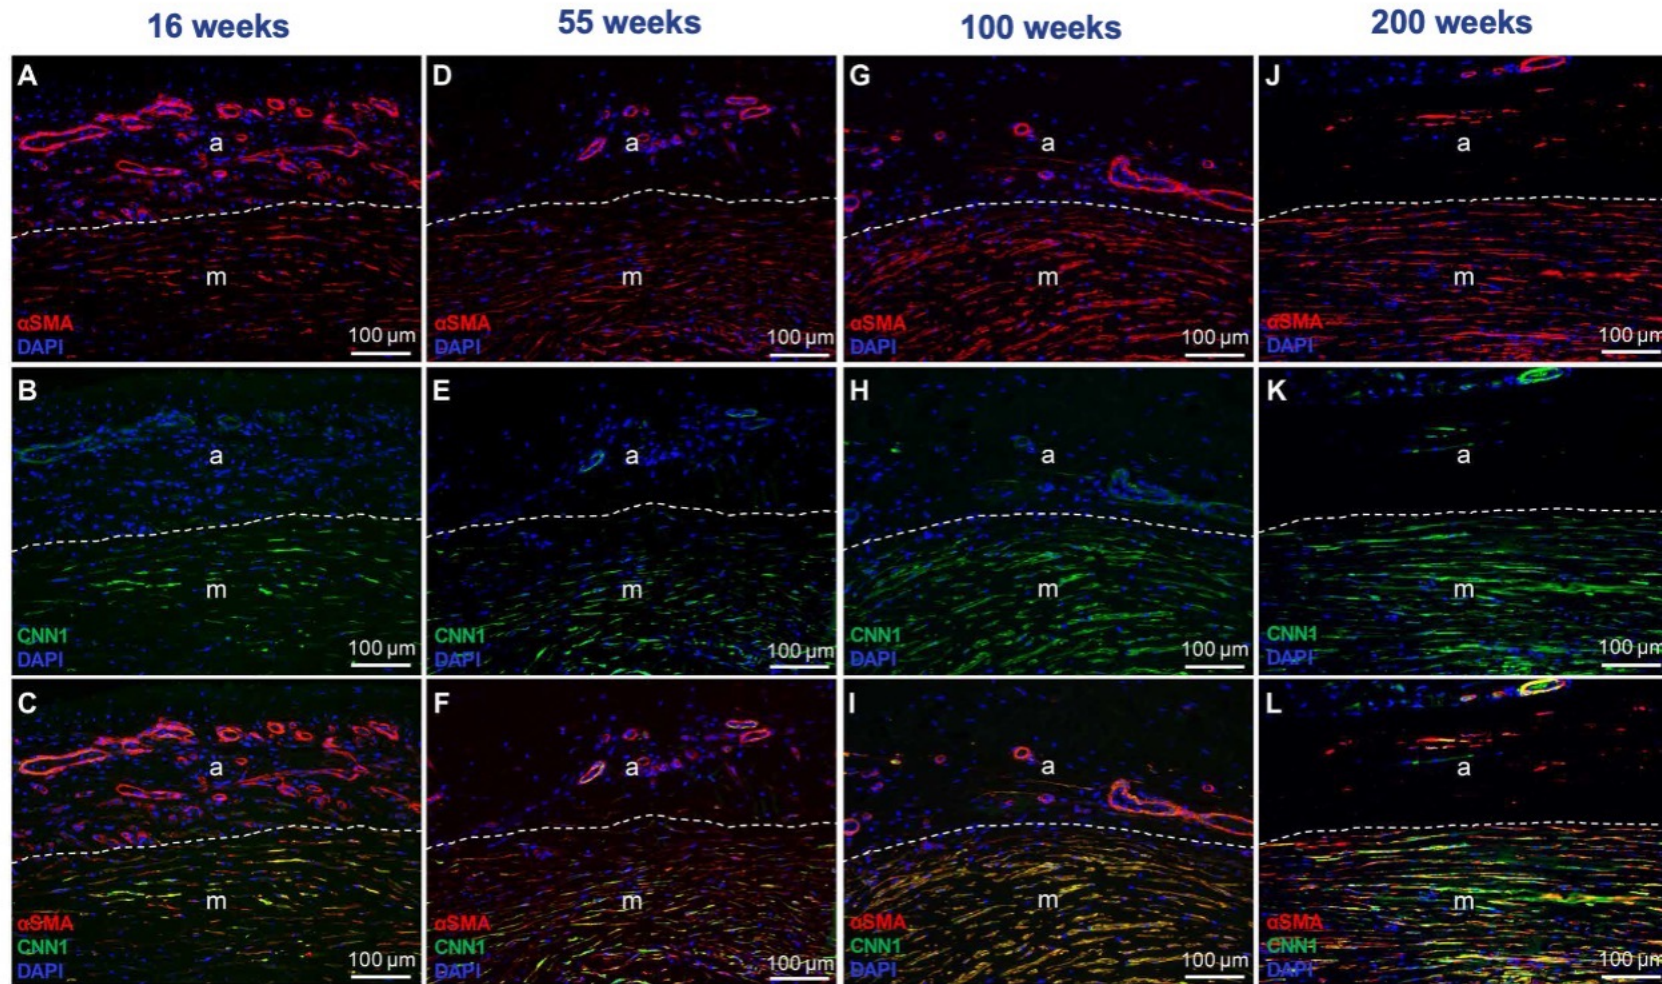 16 weeks
55 weeks
100 weeks
200 weeks
A
a
m
αSMA
DAPI
100 µm
D
a
m
αSMA
DAPI
100 µm
G
a
m
αSMA
DAPI
100 µm
J
a
m
αSMA
DAPI
100 µm
B
a
m
CNN1
DAPI
100 µm
E
a
m
CNN1
DAPI
100 µm
H
a
m
CNN1
DAPI
100 µm
K
a
m
CNN1
DAPI
100 µm
C
a
m
αSMA
CNN1
DAPI
100 µm
F
a
m
αSMA
CNN1
DAPI
100 µm
I
a
m
αSMA
CNN1
DAPI
100 µm
L
a
m
αSMA
CNN1
DAPI
100 µm